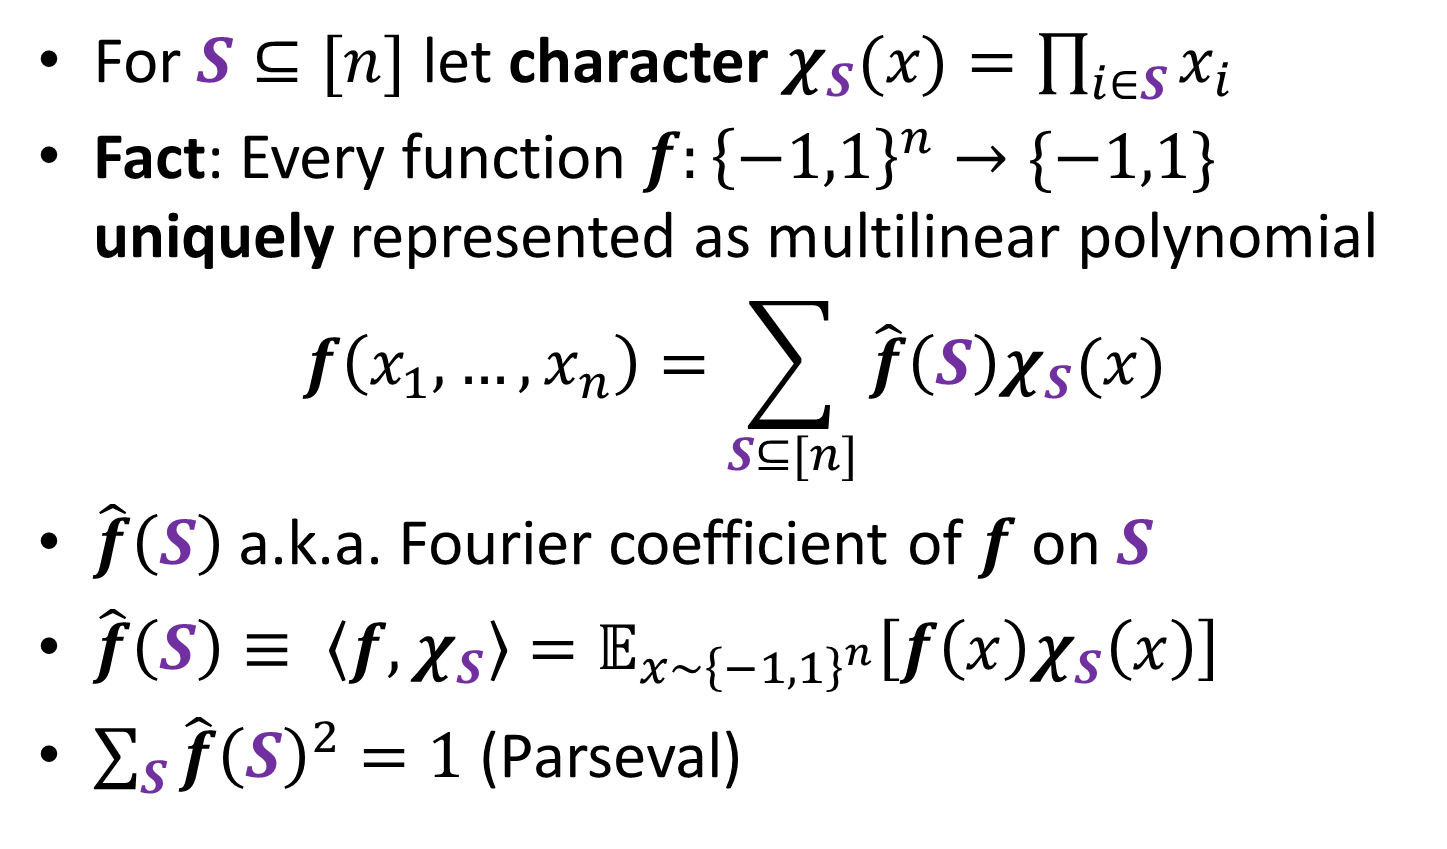 • For 𝑺 ⊆ [𝑛] let character 𝝌_𝑺(𝑥) = ∏_{𝑖∈𝑺} 𝑥_𝑖
• Fact: Every function 𝒇: {−1,1}^𝑛 → {−1,1}
uniquely represented as multilinear polynomial
𝒇(𝑥_1, … , 𝑥_𝑛) = ∑_{𝑺⊆[𝑛]} 𝒇̂(𝑺)𝝌_𝑺(𝑥)
• 𝒇̂(𝑺) a.k.a. Fourier coefficient of 𝒇 on 𝑺
• 𝒇̂(𝑺) ≡ ⟨𝒇, 𝝌_𝑺⟩ = 𝔼_{𝑥∼{−1,1}^𝑛}[𝒇(𝑥)𝝌_𝑺(𝑥)]
• ∑_𝑺 𝒇̂(𝑺)^2 = 1 (Parseval)